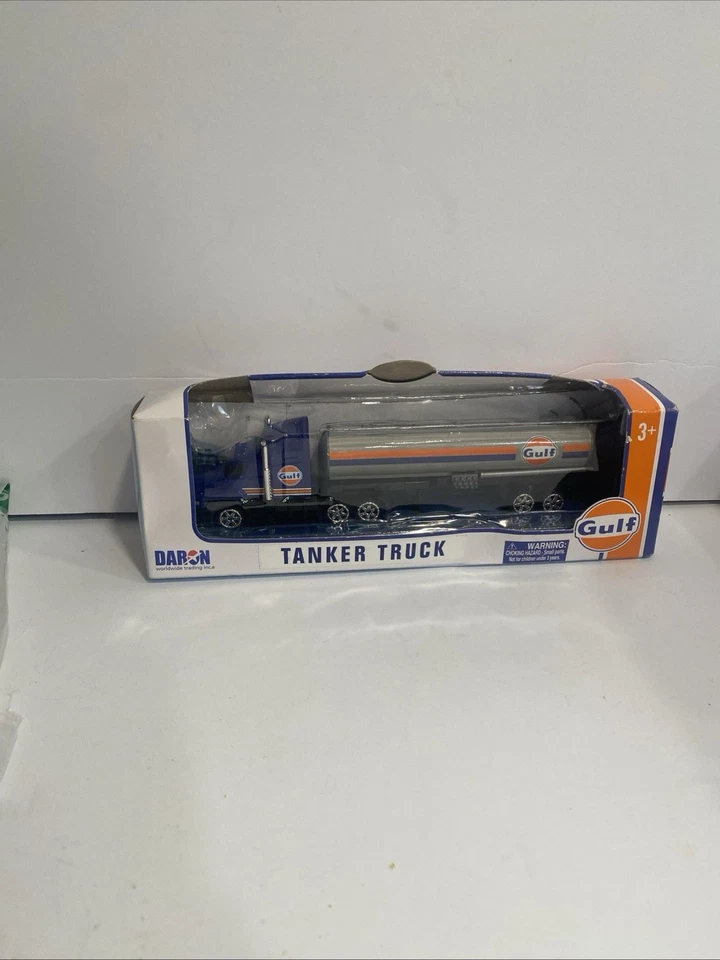 Gulf
Gulf
3+
Gulf
DARON
worldwide trading inc.
TANKER TRUCK
WARNING:
CHOKING HAZARD - Small parts.
Not for children under 3 years.